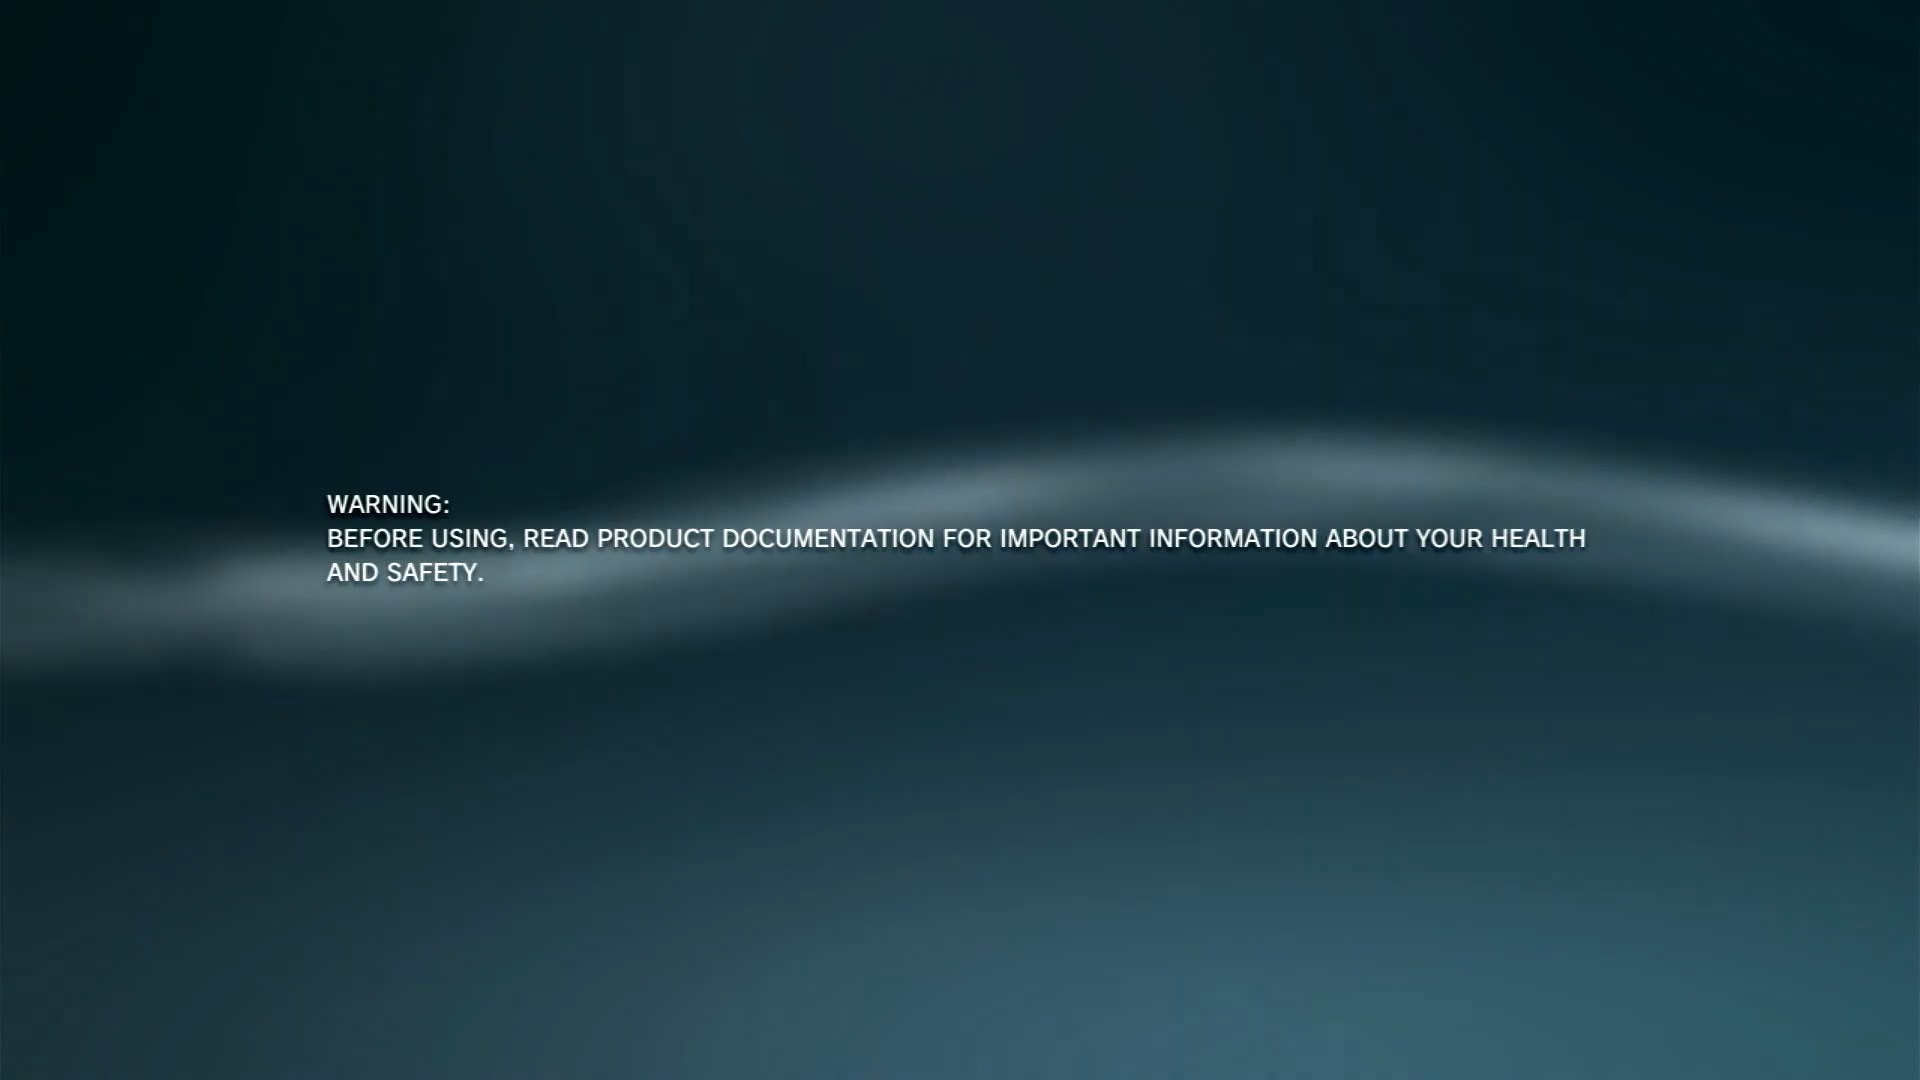 WARNING:
BEFORE USING, READ PRODUCT DOCUMENTATION FOR IMPORTANT INFORMATION ABOUT YOUR HEALTH
AND SAFETY.